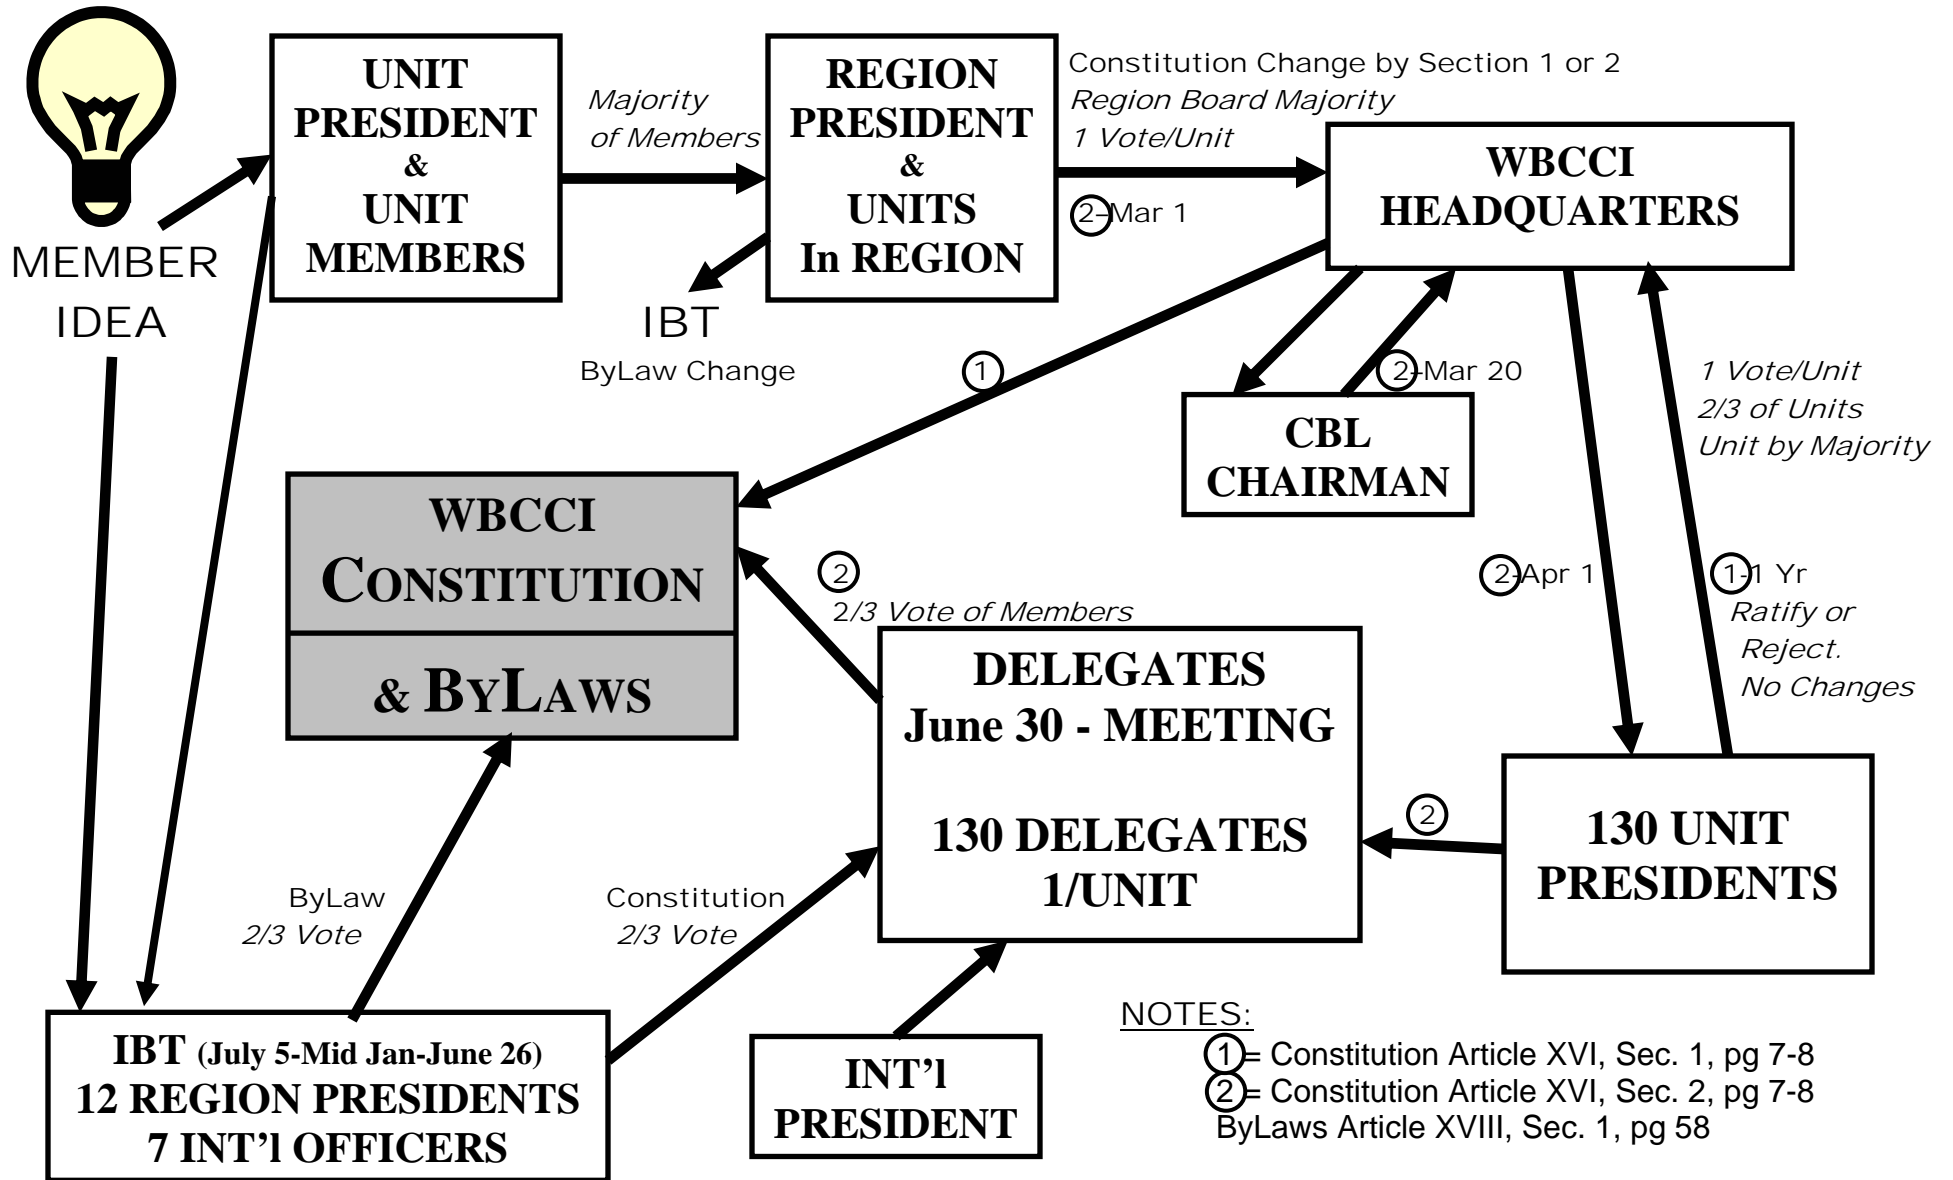 UNIT
PRESIDENT
&
UNIT
MEMBERS
Majority
of Members
REGION
PRESIDENT
&
UNITS
In REGION
Constitution Change by Section 1 or 2
Region Board Majority
1 Vote/Unit
2-Mar 1
WBCCI
HEADQUARTERS
MEMBER
IDEA
IBT
ByLaw Change
1
2-Mar 20
1 Vote/Unit
2/3 of Units
Unit by Majority
CBL
CHAIRMAN
WBCCI
CONSTITUTION
& BYLAWS
2
2/3 Vote of Members
2-Apr 1
1-1 Yr
Ratify or
Reject.
No Changes
DELEGATES
June 30 - MEETING
130 DELEGATES
1/UNIT
2
130 UNIT
PRESIDENTS
ByLaw
2/3 Vote
Constitution
2/3 Vote
IBT (July 5-Mid Jan-June 26)
12 REGION PRESIDENTS
7 INT'l OFFICERS
INT'l
PRESIDENT
NOTES:
1= Constitution Article XVI, Sec. 1, pg 7-8
2= Constitution Article XVI, Sec. 2, pg 7-8
ByLaws Article XVIII, Sec. 1, pg 58